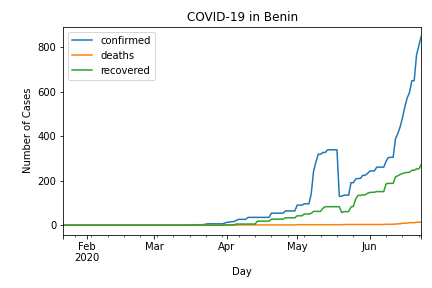 COVID-19 in Benin
confirmed
deaths
recovered
Number of Cases
800
600
400
200
0
Feb
2020
Mar
Apr
May
Jun
Day